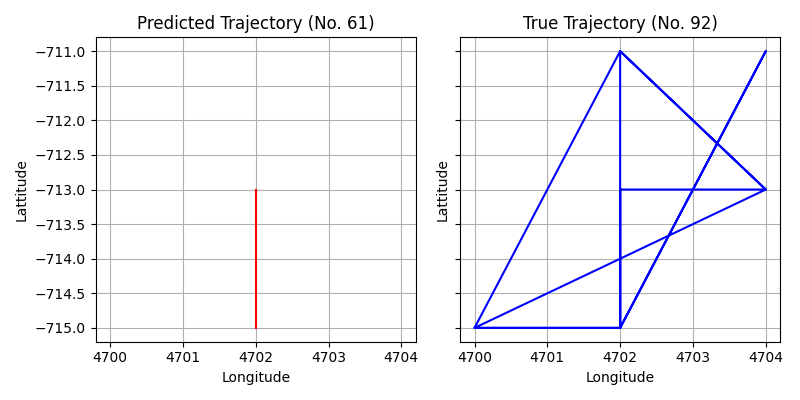 Predicted Trajectory (No. 61)
True Trajectory (No. 92)
−711.0
−711.5
−712.0
−712.5
−713.0
−713.5
−714.0
−714.5
−715.0
Lattitude
Lattitude
4700 4701 4702 4703 4704
4700 4701 4702 4703 4704
Longitude
Longitude